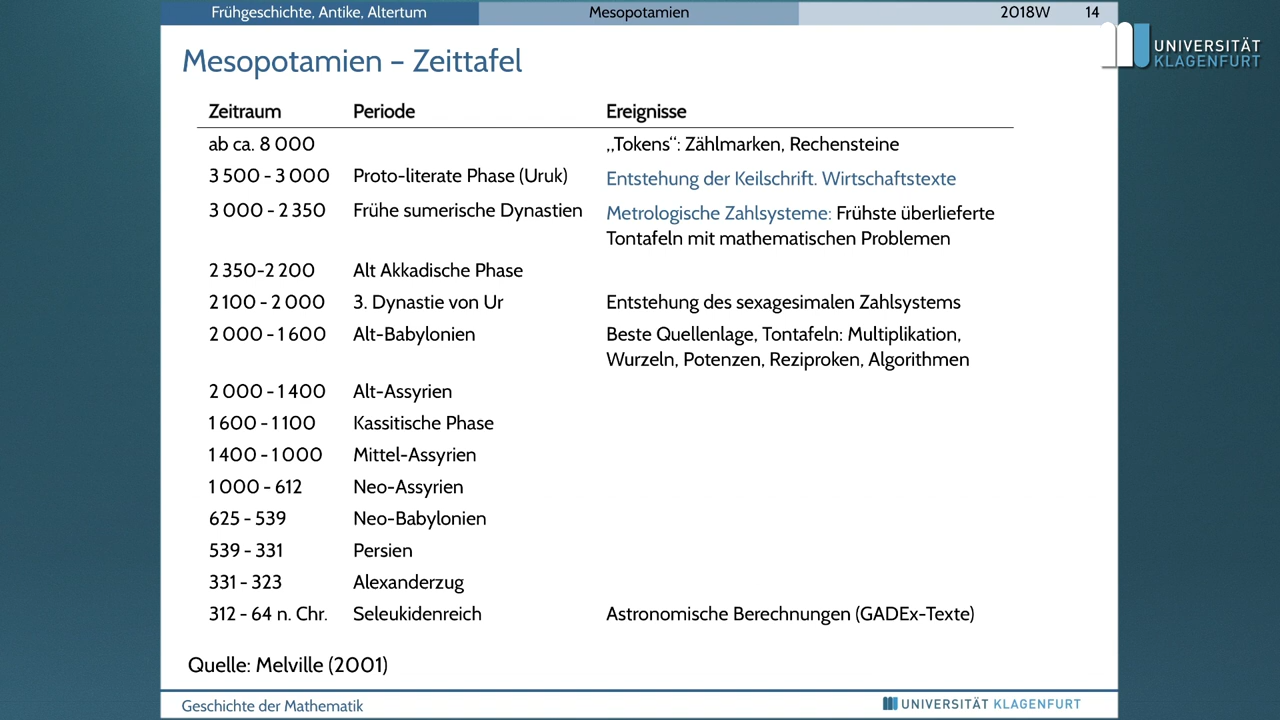 Frühgeschichte, Antike, Altertum Mesopotamien 2018W 14
UNIVERSITÄT
KLAGENFURT
Mesopotamien – Zeittafel
Zeitraum Periode Ereignisse
ab ca. 8 000 „Tokens“: Zählmarken, Rechensteine
3 500 - 3 000 Proto-literate Phase (Uruk) Entstehung der Keilschrift. Wirtschaftstexte
3 000 - 2 350 Frühe sumerische Dynastien Metrologische Zahlsysteme: Frühste überlieferte
Tontafeln mit mathematischen Problemen
2 350-2 200 Alt Akkadische Phase
2 100 - 2 000 3. Dynastie von Ur Entstehung des sexagesimalen Zahlsystems
2 000 - 1 600 Alt-Babylonien Beste Quellenlage, Tontafeln: Multiplikation,
Wurzeln, Potenzen, Reziproken, Algorithmen
2 000 - 1 400 Alt-Assyrien
1 600 - 1 100 Kassitische Phase
1 400 - 1 000 Mittel-Assyrien
1 000 - 612 Neo-Assyrien
625 - 539 Neo-Babylonien
539 - 331 Persien
331 - 323 Alexanderzug
312 - 64 n. Chr. Seleukidenreich Astronomische Berechnungen (GADEx-Texte)
Quelle: Melville (2001)
Geschichte der Mathematik UNIVERSITÄT KLAGENFURT